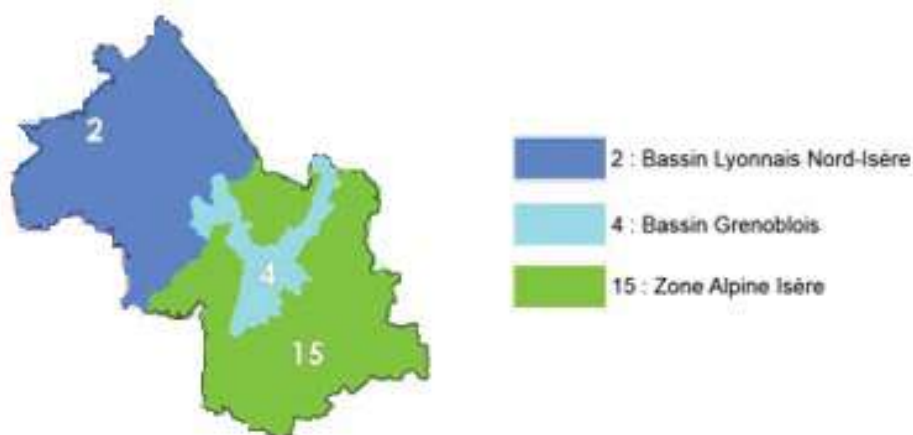 2
4
15
2 : Bassin Lyonnais Nord-Isère
4 : Bassin Grenoblois
15 : Zone Alpine Isère